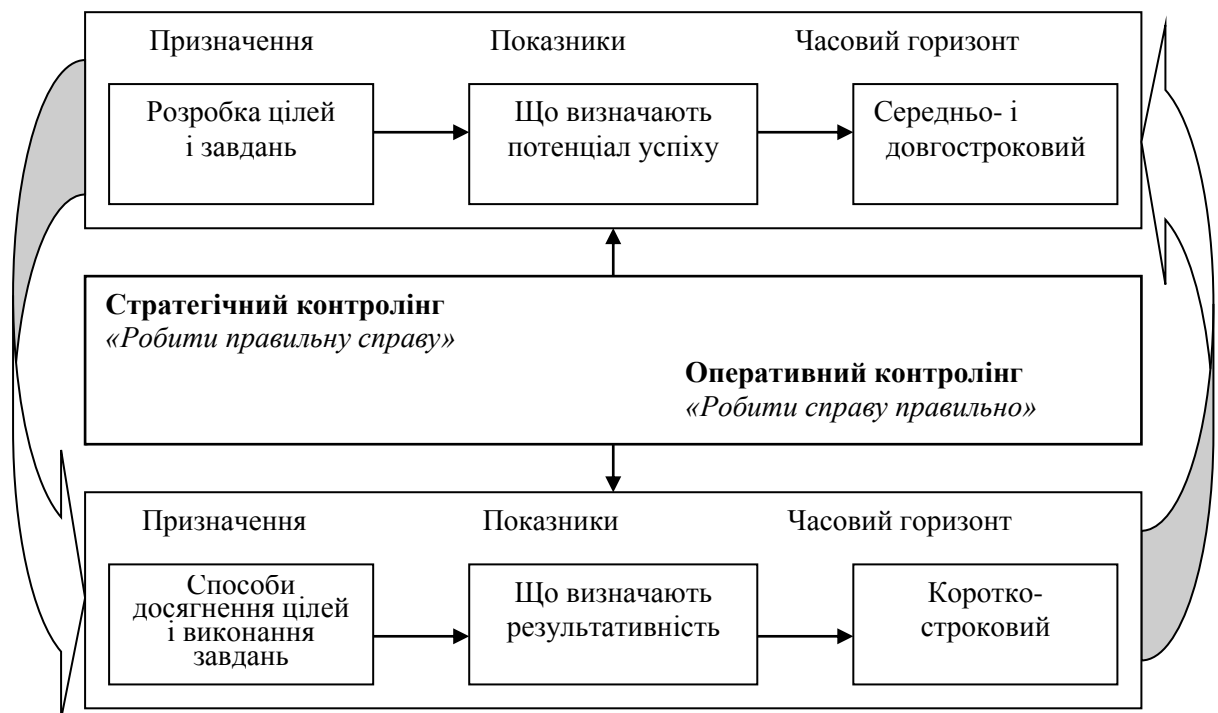 Призначення Показники Часовий горизонт
Розробка цілей
і завдань
Що визначають
потенціал успіху
Середньо- і
довгостроковий
Стратегічний контролінг
«Робити правильну справу»
Оперативний контролінг
«Робити справу правильно»
Призначення Показники Часовий горизонт
Способи
досягнення цілей
і виконання
завдань
Що визначають
результативність
Коротко-
строковий